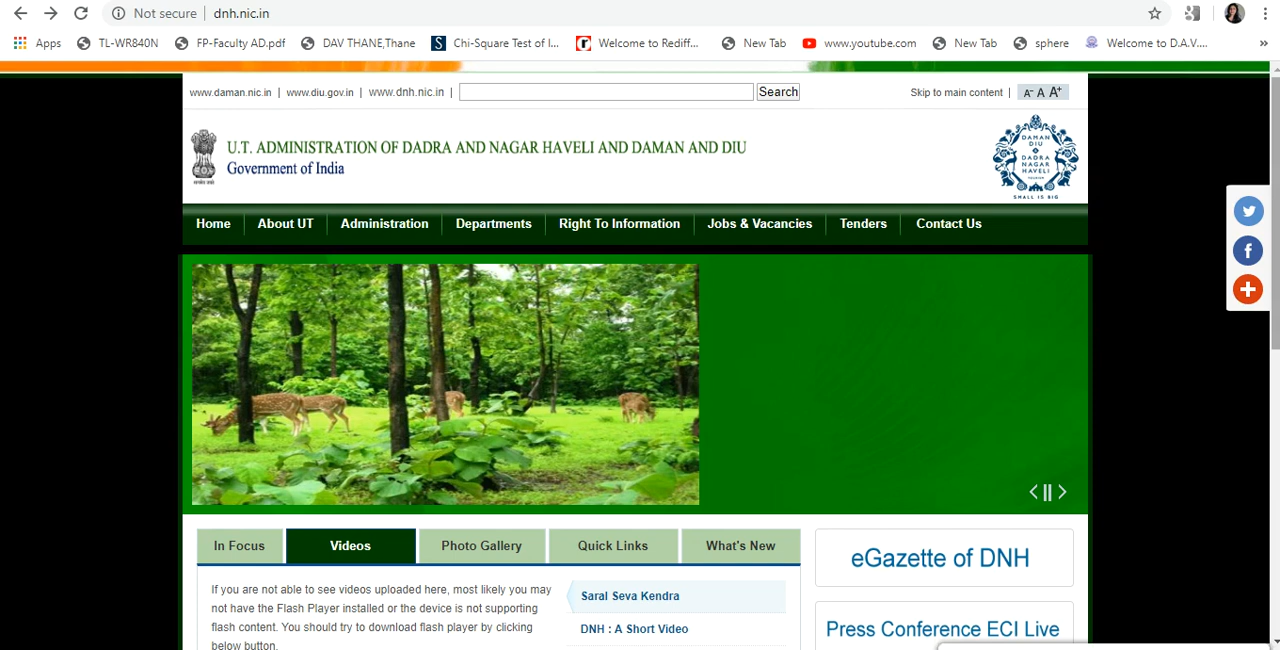 Not secure | dnh.nic.in
Apps TL-WR840N FP-Faculty AD.pdf DAV THANE,Thane Chi-Square Test of I... Welcome to Rediff... New Tab www.youtube.com New Tab sphere Welcome to D.A.V.... »
www.daman.nic.in | www.diu.gov.in | www.dnh.nic.in | Search Skip to main content | A- A A+
U.T. ADMINISTRATION OF DADRA AND NAGAR HAVELI AND DAMAN AND DIU
Government of India
DAMAN
DIU
DADRA
NAGAR
HAVELI
SMALL IS BIG
Home About UT Administration Departments Right To Information Jobs & Vacancies Tenders Contact Us
In Focus Videos Photo Gallery Quick Links What's New
If you are not able to see videos uploaded here, most likely you may
not have the Flash Player installed or the device is not supporting
flash content. You should try to download flash player by clicking
below button.
Saral Seva Kendra
DNH : A Short Video
eGazette of DNH
Press Conference ECI Live